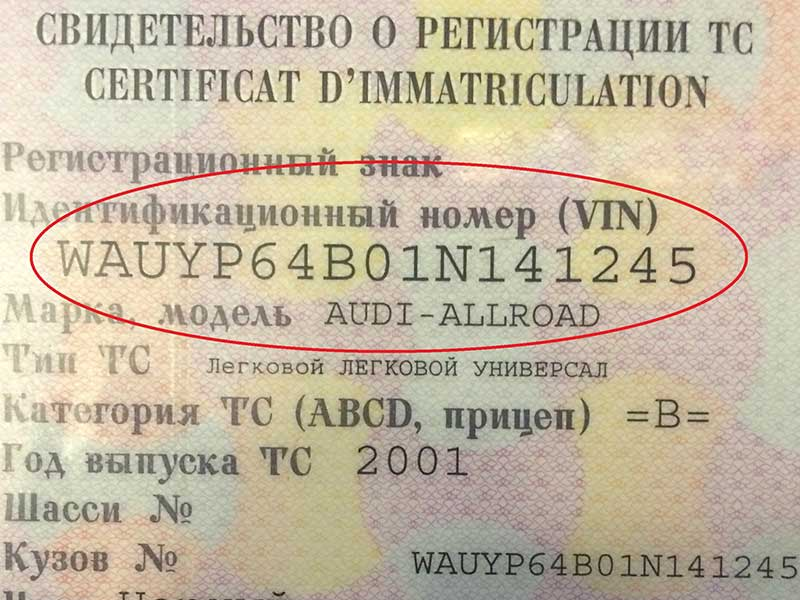 СВИДЕТЕЛЬСТВО О РЕГИСТРАЦИИ ТС
CERTIFICAT D'IMMATRICULATION
Регистрационный знак
Идентификационный номер (VIN)
WAUYP64B01N141245
Марка, модель AUDI-ALLROAD
Тип ТС Легковой ЛЕГКОВОЙ УНИВЕРСАЛ
Категория ТС (ABCD, прицеп) =B=
Год выпуска ТС 2001
Шасси №
Кузов № WAUYP64B01N141245